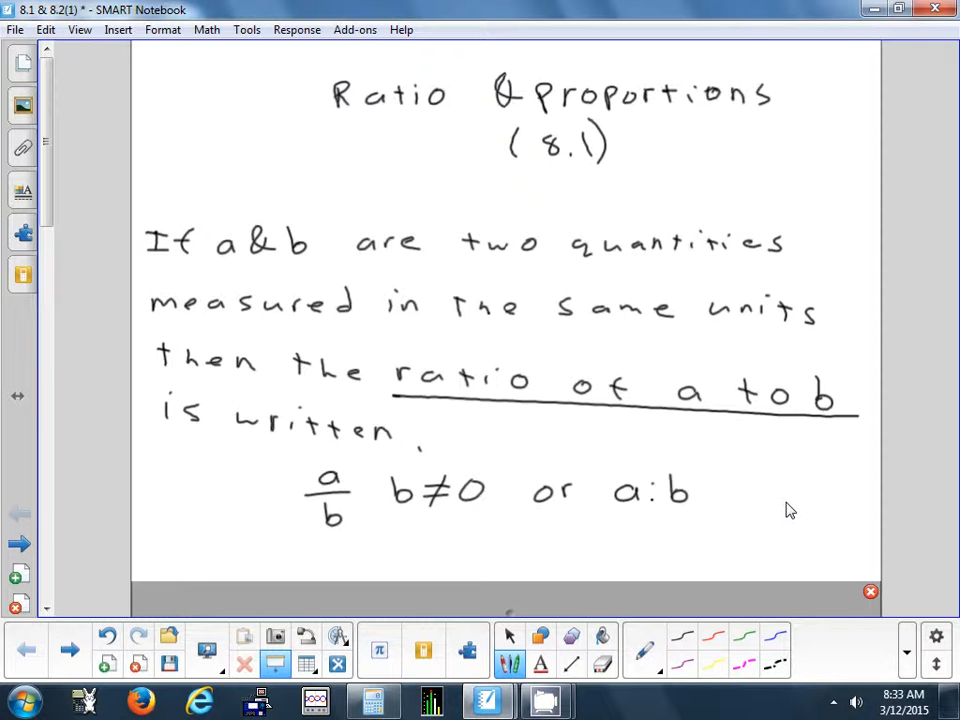 8.1 & 8.2(1) * - SMART Notebook
File Edit View Insert Format Math Tools Response Add-ons Help
Ratio & proportions
(8.1)
If a & b are two quantities
measured in the same units
then the ratio of a to b
is written.
a/b b≠0 or a:b
8:33 AM
3/12/2015